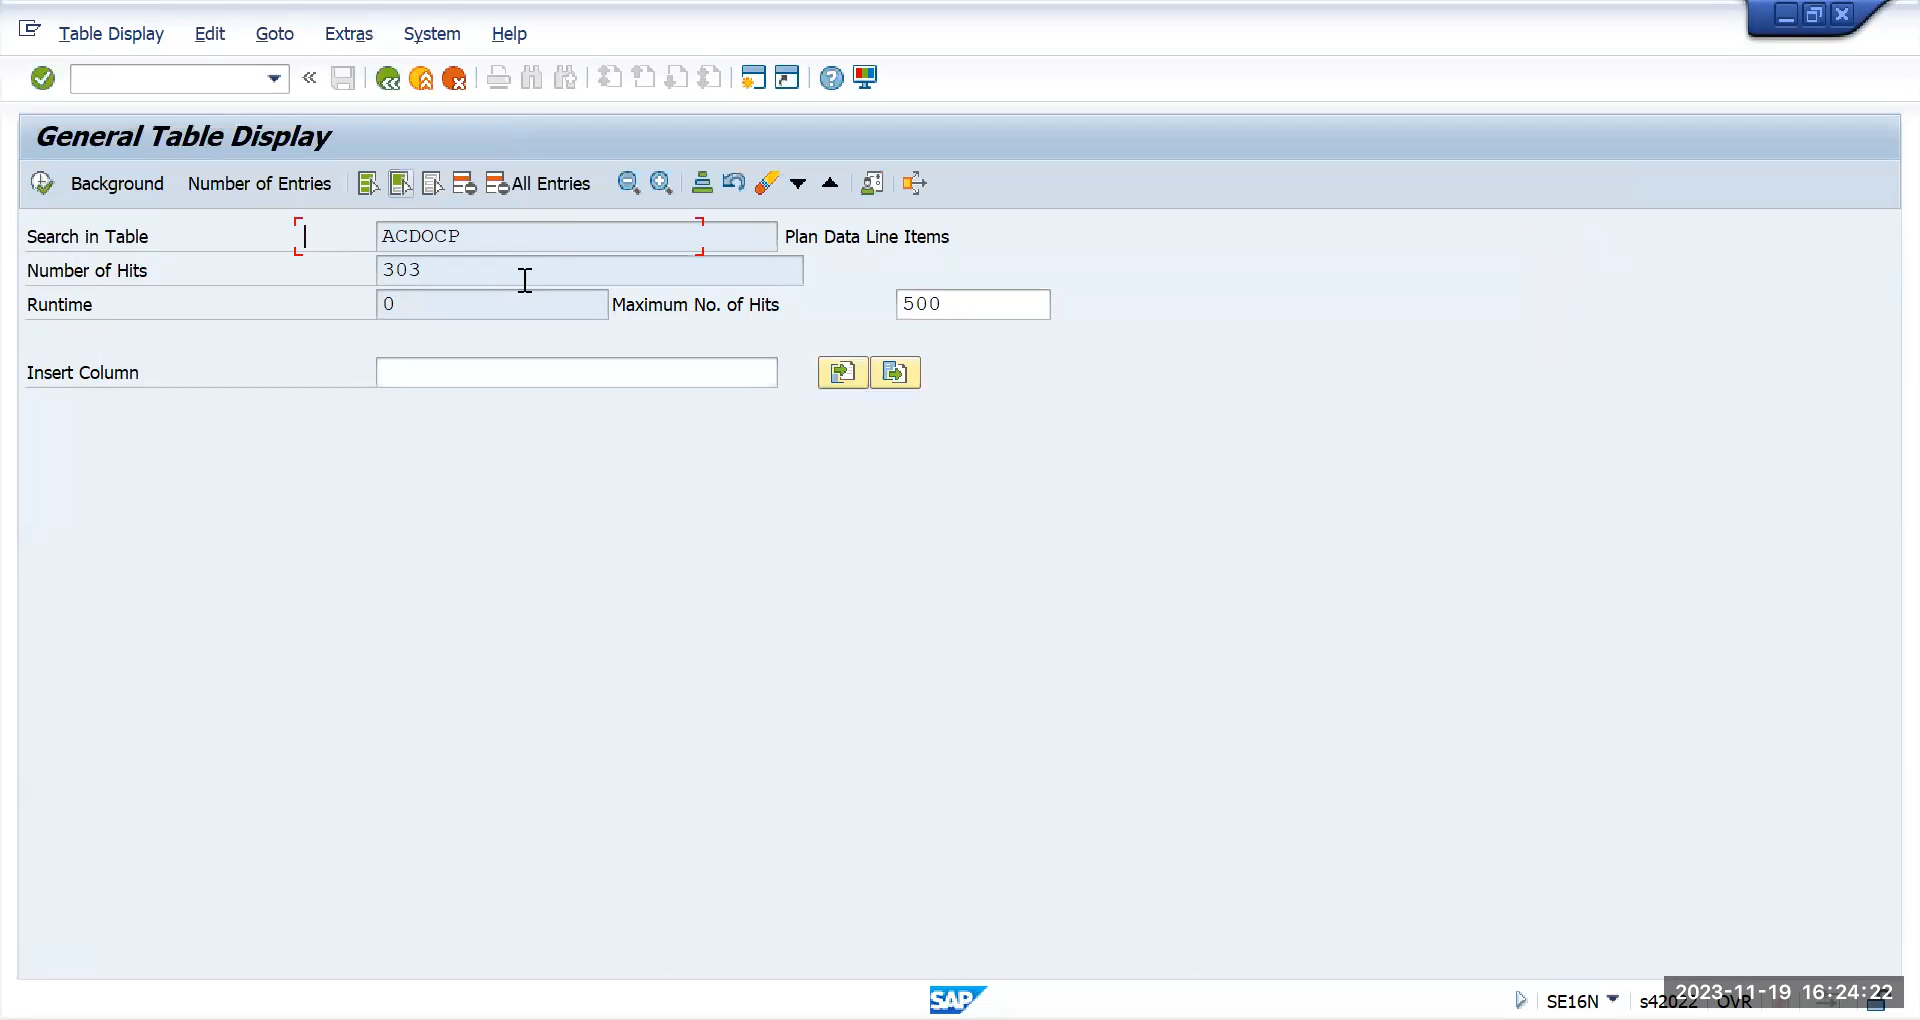 Table Display Edit Goto Extras System Help
General Table Display
Background Number of Entries All Entries
Search in Table ACDOCP Plan Data Line Items
Number of Hits 303
Runtime 0 Maximum No. of Hits 500
Insert Column
SAP SE16N s42022 OVR
2023-11-19 16:24:22